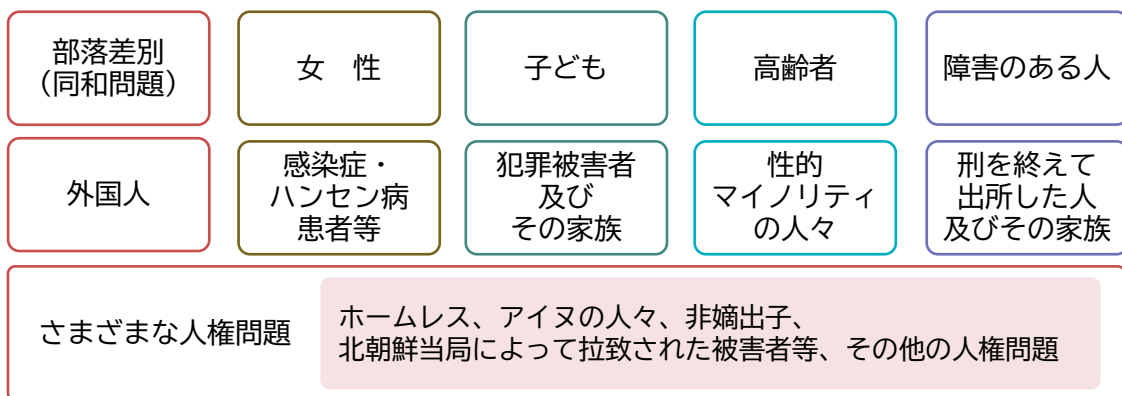 部落差別
（同和問題）
女　性
子ども
高齢者
障害のある人
外国人
感染症・
ハンセン病
患者等
犯罪被害者
及び
その家族
性的
マイノリティ
の人々
刑を終えて
出所した人
及びその家族
さまざまな人権問題
ホームレス、アイヌの人々、非嫡出子、
北朝鮮当局によって拉致された被害者等、その他の人権問題